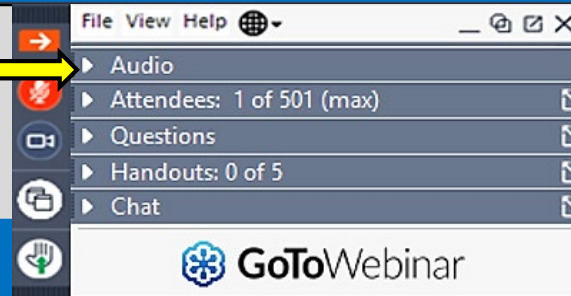 File View Help
Audio
Attendees: 1 of 501 (max)
Questions
Handouts: 0 of 5
Chat
GoToWebinar